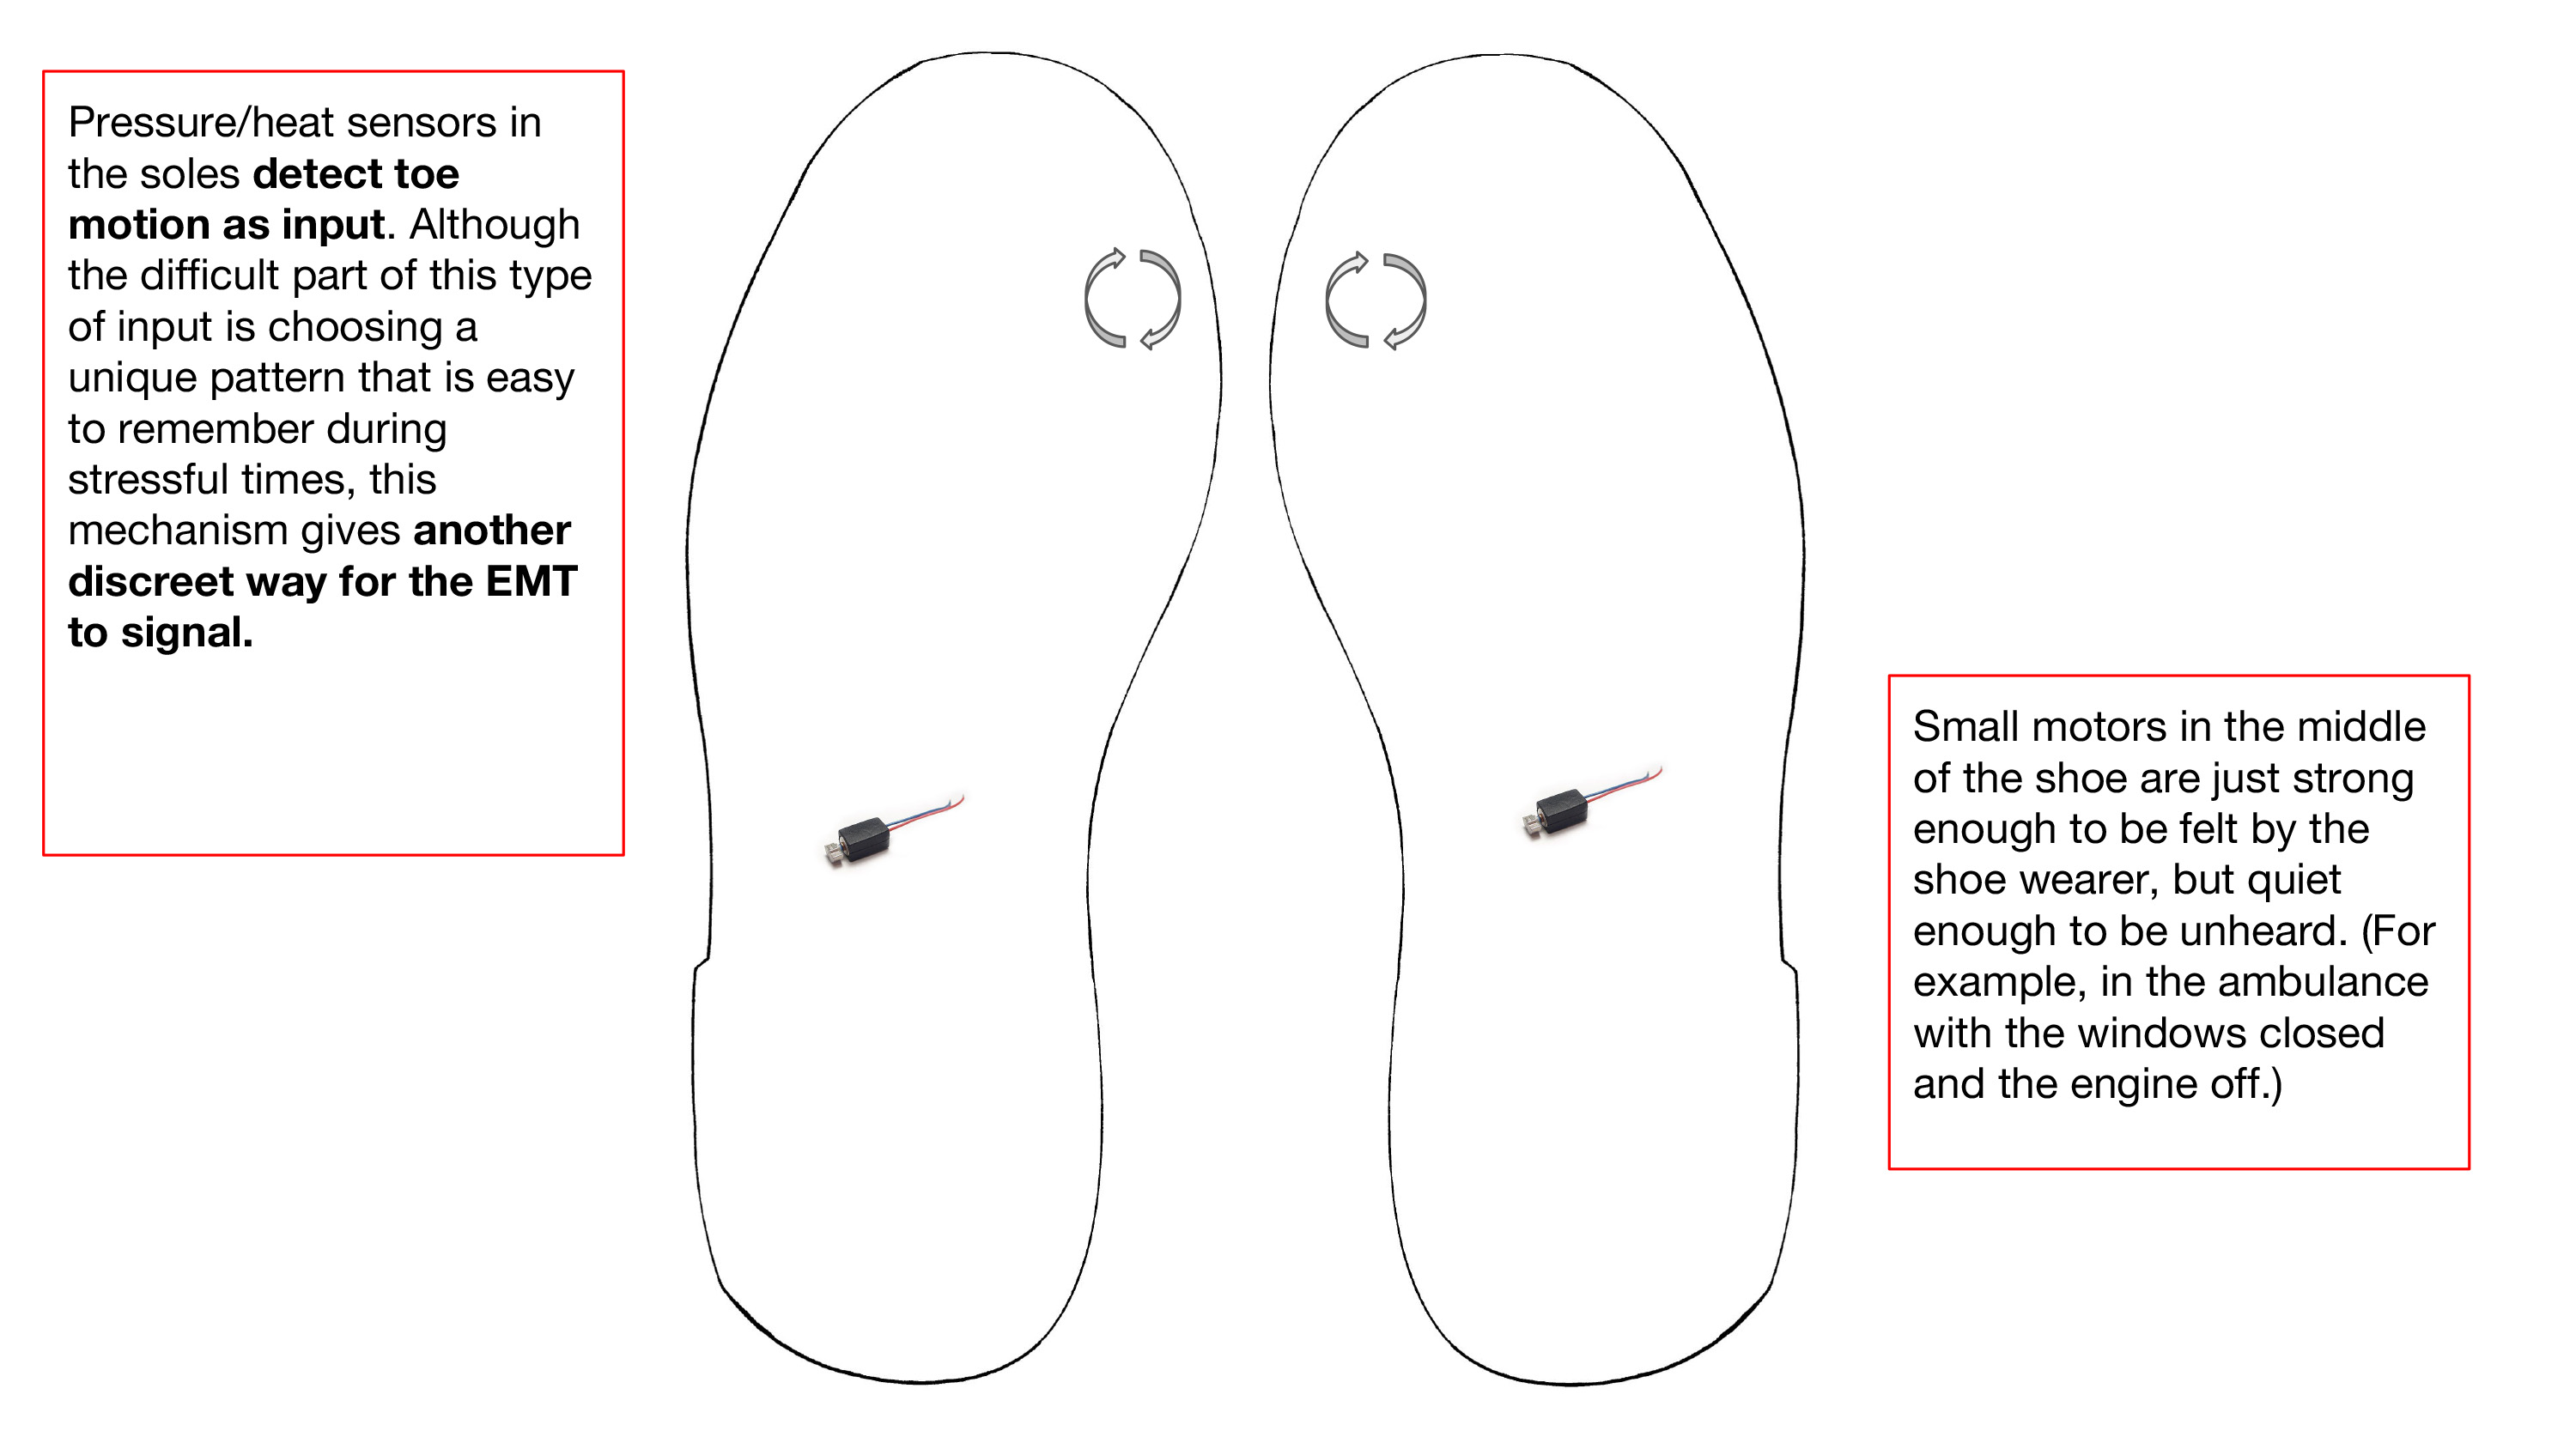 Pressure/heat sensors in
the soles detect toe
motion as input. Although
the difficult part of this type
of input is choosing a
unique pattern that is easy
to remember during
stressful times, this
mechanism gives another
discreet way for the EMT
to signal.
Small motors in the middle
of the shoe are just strong
enough to be felt by the
shoe wearer, but quiet
enough to be unheard. (For
example, in the ambulance
with the windows closed
and the engine off.)